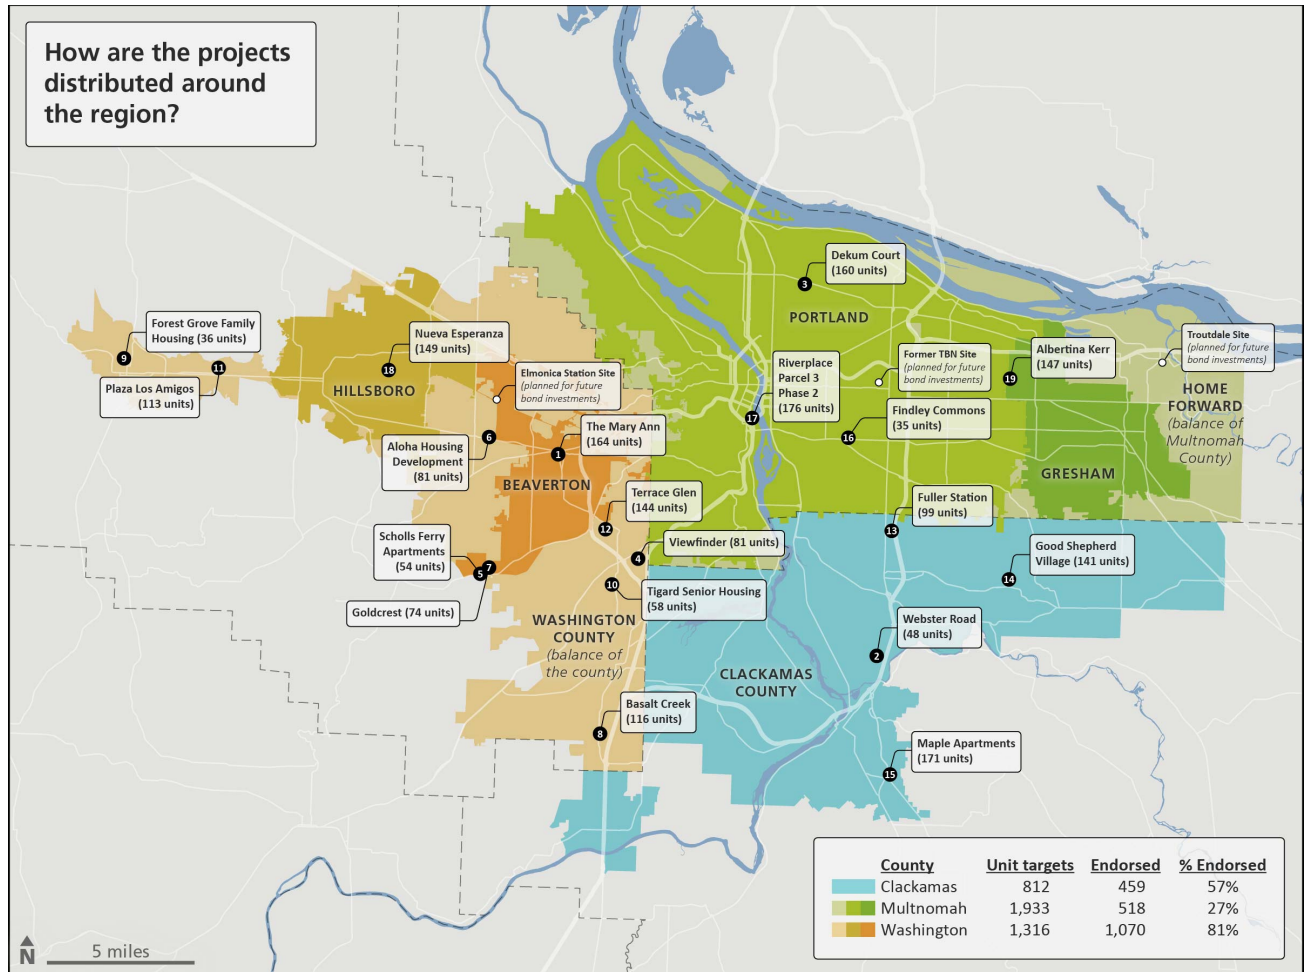 How are the projects
distributed around
the region?
Dekum Court
(160 units)
3
PORTLAND
Forest Grove Family
Housing (36 units)
9
Nueva Esperanza
(149 units)
18
Plaza Los Amigos
(113 units)
11
HILLSBORO
Elmonica Station Site
(planned for future
bond investments)
Riverplace
Parcel 3
Phase 2
(176 units)
17
Former TBN Site
(planned for future
bond investments)
Albertina Kerr
(147 units)
19
Troutdale Site
(planned for future
bond investments)
HOME
FORWARD
(balance of
Multnomah
County)
Findley Commons
(35 units)
16
The Mary Ann
(164 units)
1
Aloha Housing
Development
(81 units)
6
BEAVERTON
GRESHAM
Terrace Glen
(144 units)
12
Fuller Station
(99 units)
13
Scholls Ferry
Apartments
(54 units)
5
7
Viewfinder (81 units)
4
Good Shepherd
Village (141 units)
14
Goldcrest (74 units)
10
Tigard Senior Housing
(58 units)
WASHINGTON
COUNTY
(balance of
the county)
Webster Road
(48 units)
2
CLACKAMAS
COUNTY
Basalt Creek
(116 units)
8
Maple Apartments
(171 units)
15
County Unit targets Endorsed % Endorsed
Clackamas 812 459 57%
Multnomah 1,933 518 27%
Washington 1,316 1,070 81%
N
5 miles